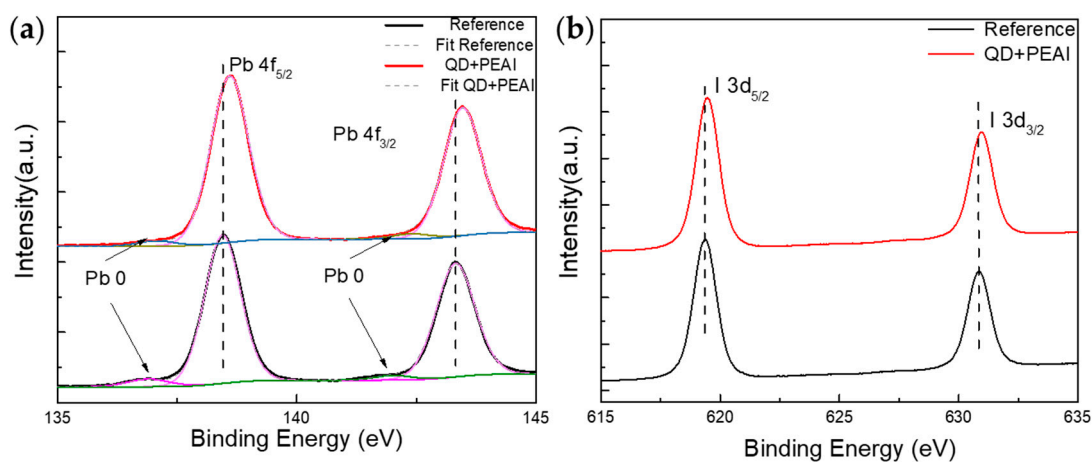 (a)
Reference
Fit Reference
QD+PEAI
Fit QD+PEAI
Pb 4f5/2
Pb 4f3/2
Pb 0
Pb 0
Intensity(a.u.)
135 140 145
Binding Energy (eV)
(b)
Reference
QD+PEAI
I 3d5/2
I 3d3/2
Intensity(a.u.)
615 620 625 630 635
Binding Energy (eV)